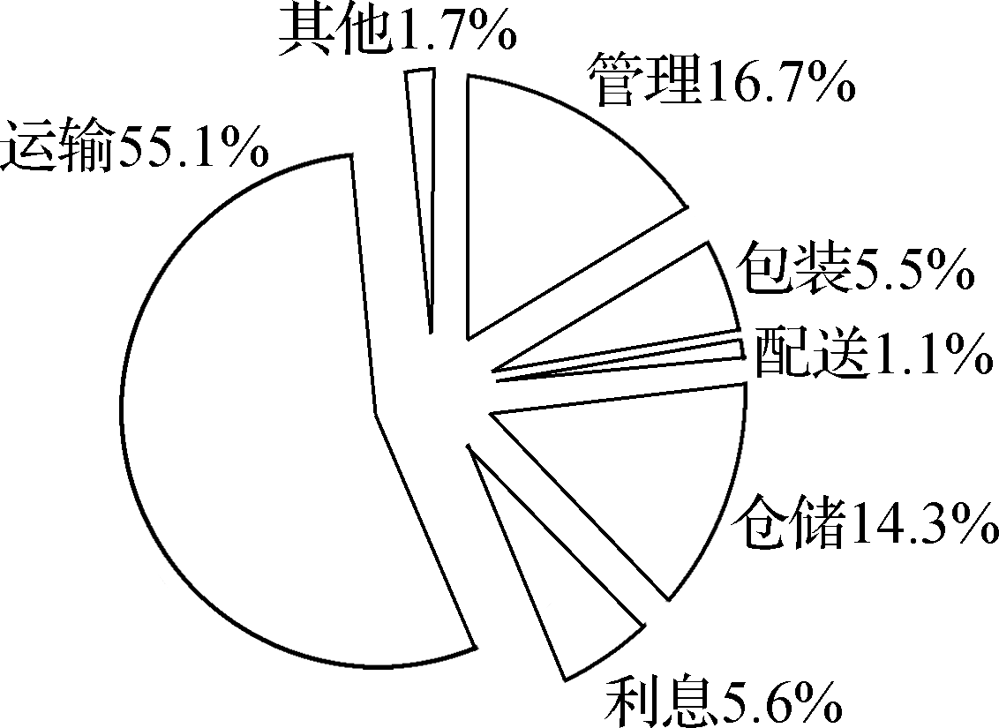 其他1.7%
管理16.7%
运输55.1%
包装5.5%
配送1.1%
仓储14.3%
利息5.6%